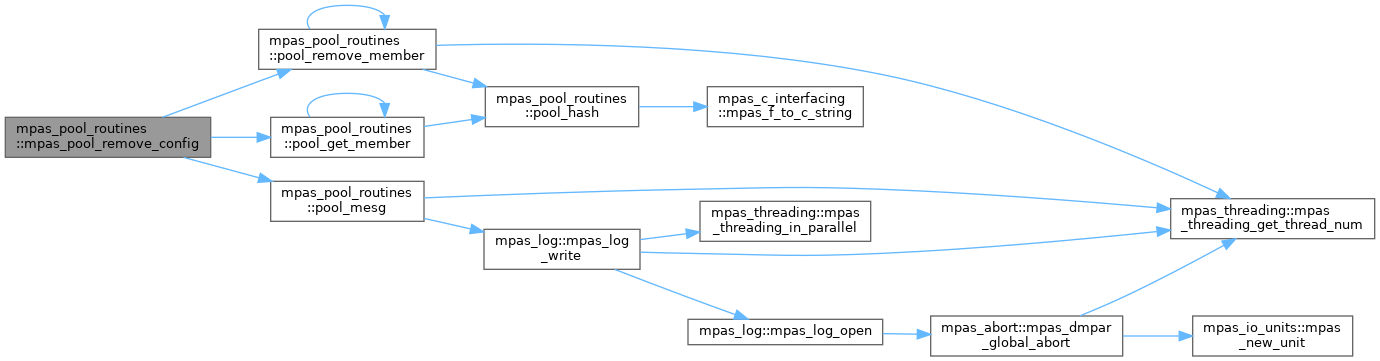 mpas_pool_routines
::mpas_pool_remove_config
mpas_pool_routines
::pool_remove_member
mpas_pool_routines
::pool_get_member
mpas_pool_routines
::pool_mesg
mpas_pool_routines
::pool_hash
mpas_c_interfacing
::mpas_f_to_c_string
mpas_log::mpas_log
_write
mpas_threading::mpas
_threading_in_parallel
mpas_log::mpas_log_open
mpas_abort::mpas_dmpar
_global_abort
mpas_threading::mpas
_threading_get_thread_num
mpas_io_units::mpas
_new_unit